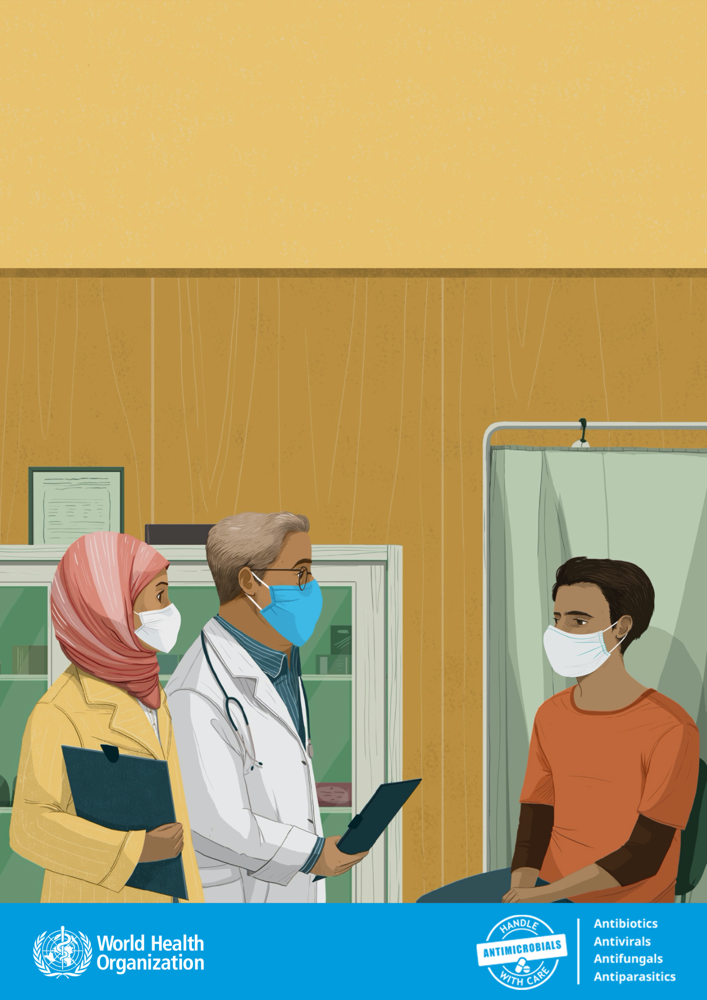 World Health
Organization
HANDLE
ANTIMICROBIALS
WITH CARE
Antibiotics
Antivirals
Antifungals
Antiparasitics